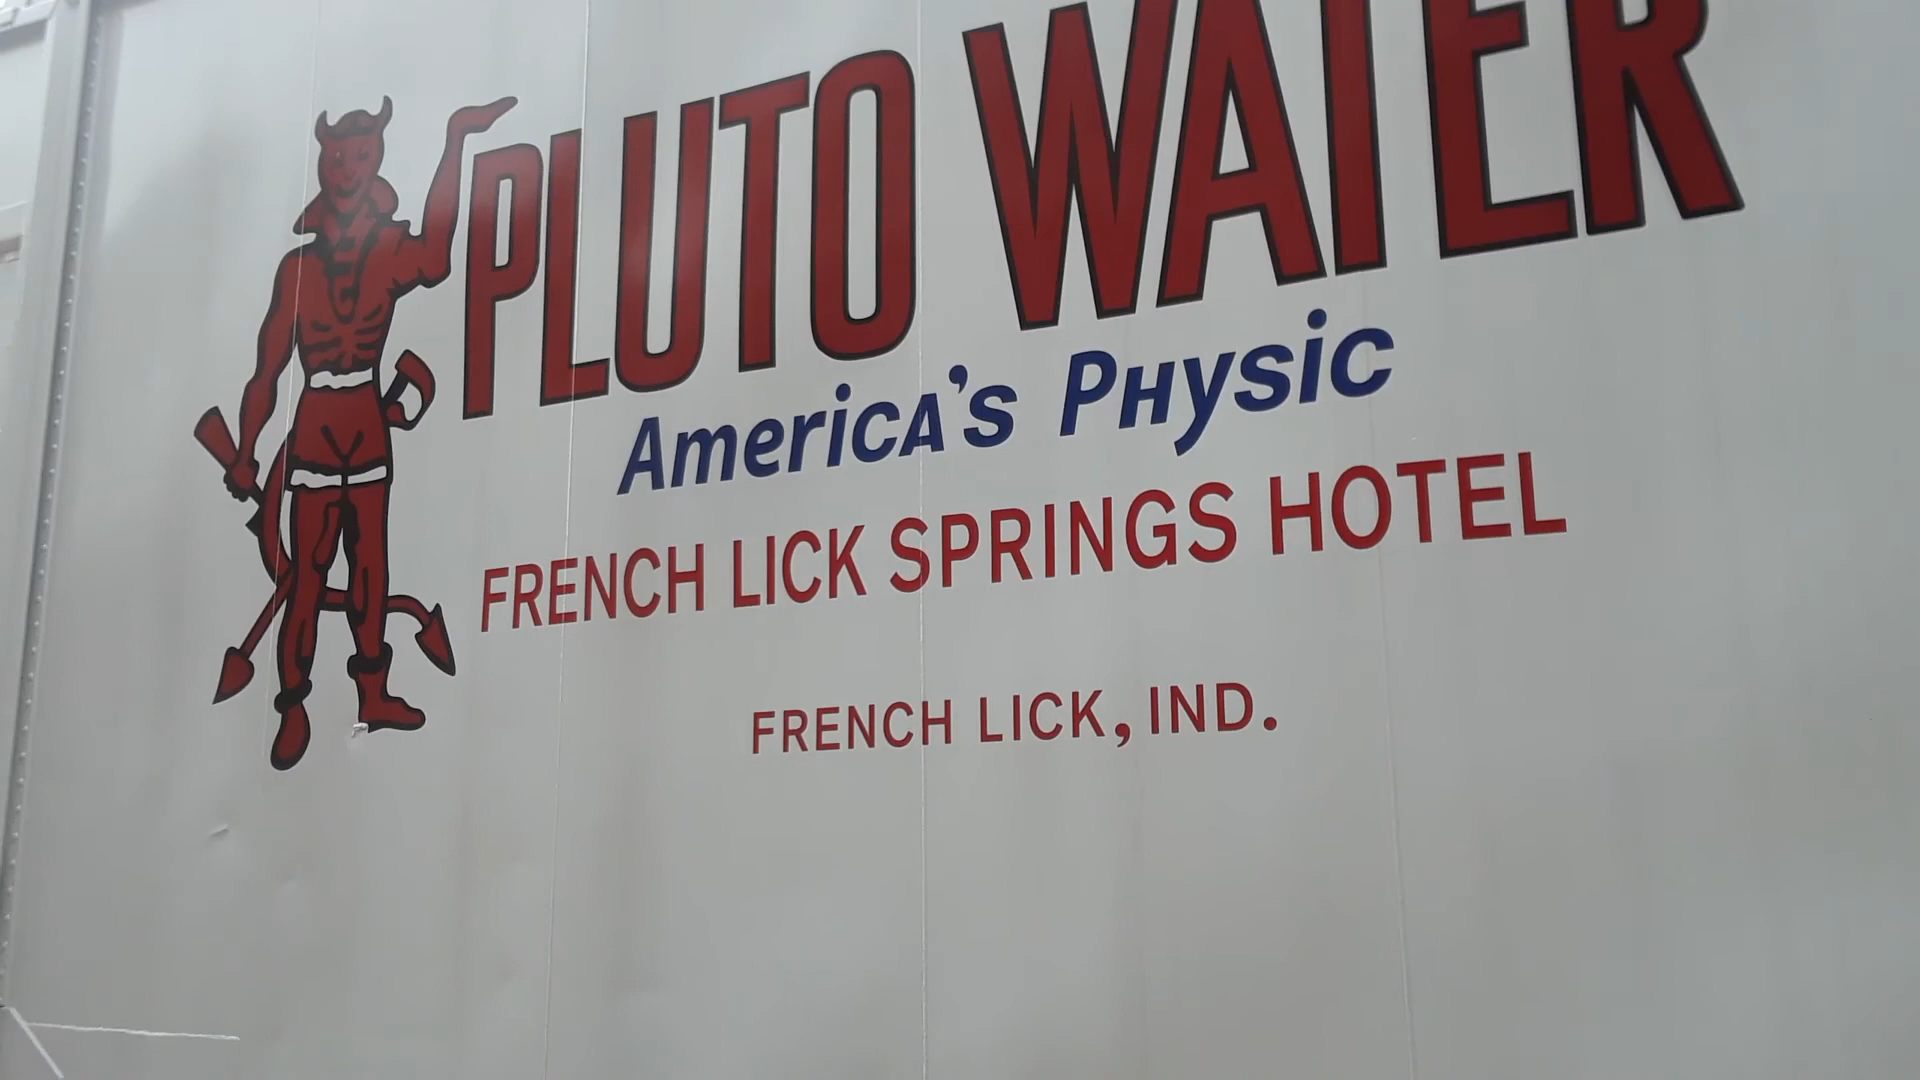 PLUTO WATER
America's Physic
FRENCH LICK SPRINGS HOTEL
FRENCH LICK, IND.